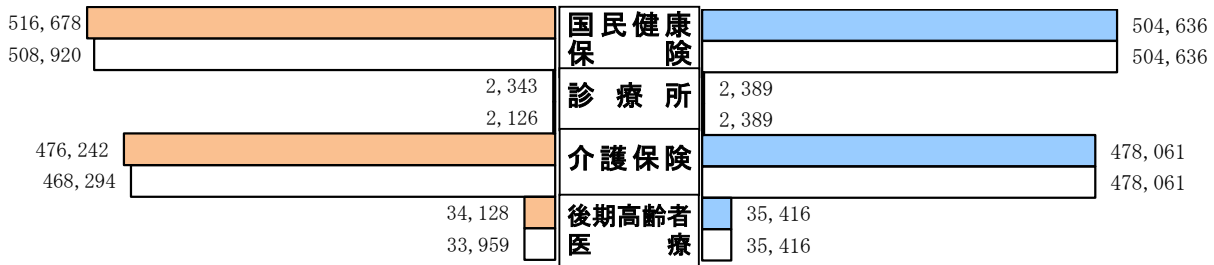 516,678 国民健康 504,636
508,920 保険 504,636
2,343 診療所 2,389
2,126 2,389
476,242 介護保険 478,061
468,294 478,061
34,128 後期高齢者 35,416
33,959 医療 35,416